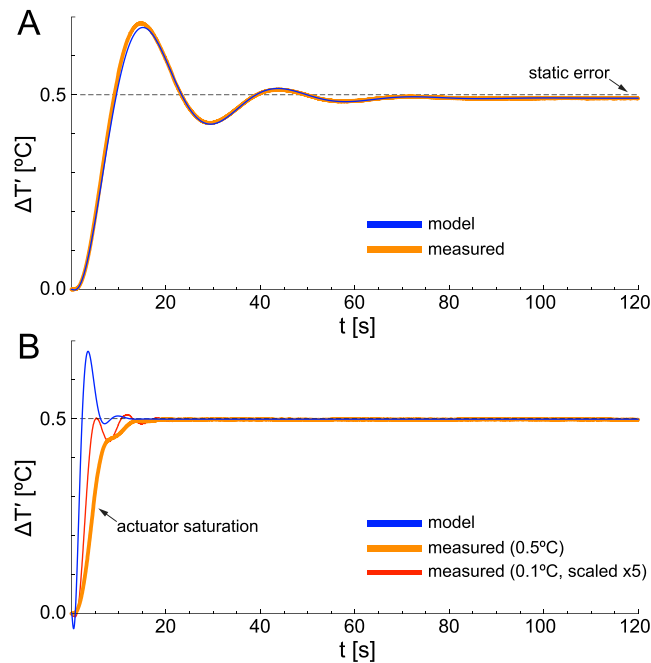 A
static error
0.5
ΔT′ [ºC]
model
measured
0.0
20 40 60 80 100 120
t [s]
B
0.5
ΔT′ [ºC]
actuator saturation
model
measured (0.5ºC)
measured (0.1ºC, scaled x5)
0.0
20 40 60 80 100 120
t [s]